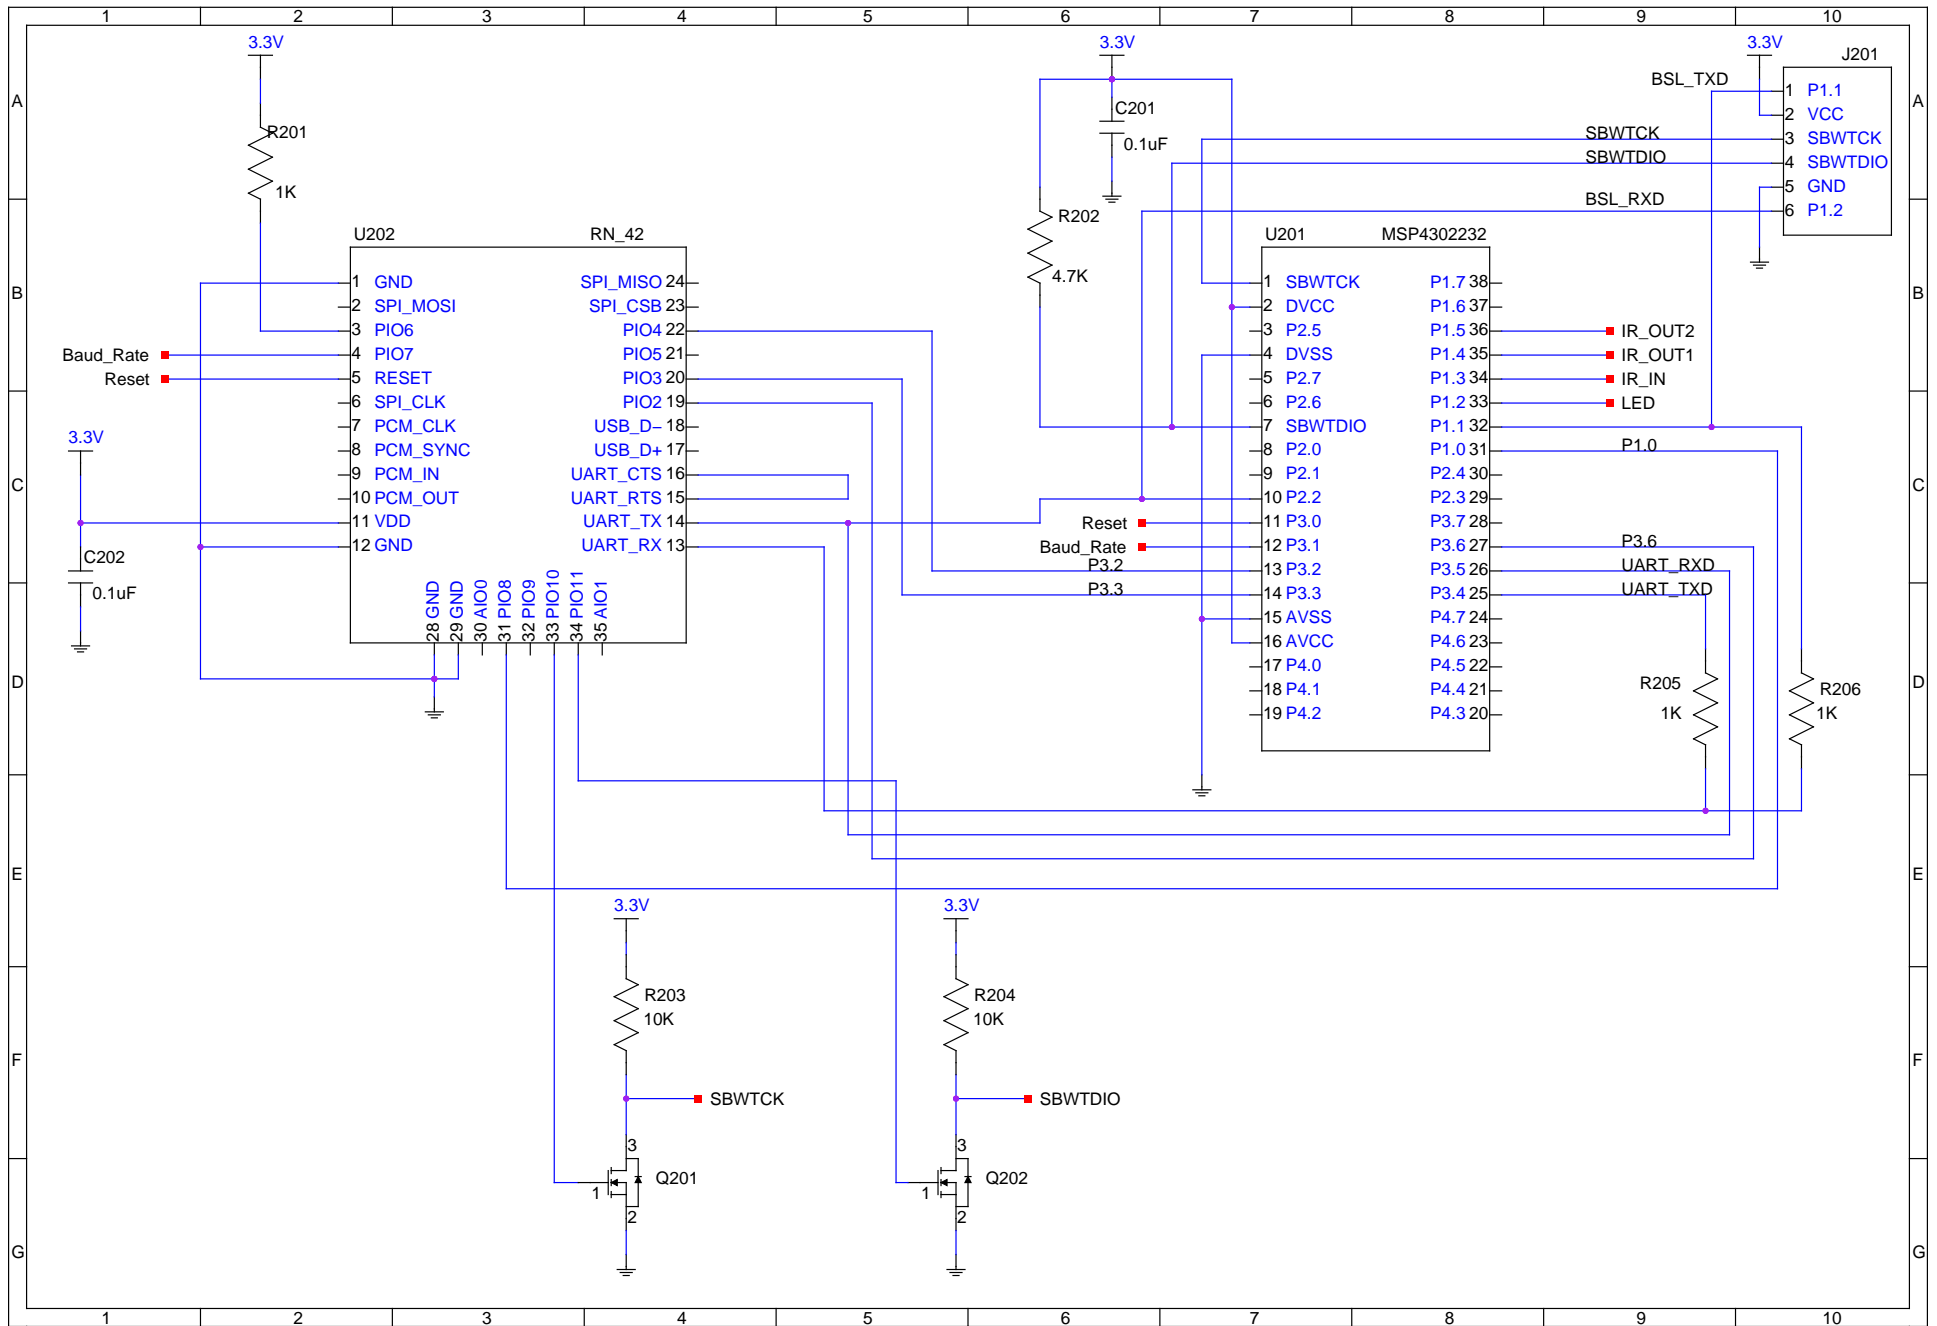 1 2 3 4 5 6 7 8 9 10
3.3V
3.3V
3.3V
J201
A
A
BSL_TXD
1 P1.1
2 VCC
SBWTCK
3 SBWTCK
SBWTDIO
4 SBWTDIO
5 GND
BSL_RXD
6 P1.2
R201
1K
C201
0.1uF
R202
4.7K
U202 RN_42
1 GND
2 SPI_MOSI
3 PIO6
4 PIO7
5 RESET
6 SPI_CLK
7 PCM_CLK
8 PCM_SYNC
9 PCM_IN
10 PCM_OUT
11 VDD
12 GND
SPI_MISO 24
SPI_CSB 23
PIO4 22
PIO5 21
PIO3 20
PIO2 19
USB_D− 18
USB_D+ 17
UART_CTS 16
UART_RTS 15
UART_TX 14
UART_RX 13
28 GND
29 GND
30 AIO0
31 PIO8
32 PIO9
33 PIO10
34 PIO11
35 AIO1
B
B
Baud_Rate
Reset
3.3V
C202
0.1uF
U201 MSP4302232
1 SBWTCK
2 DVCC
3 P2.5
4 DVSS
5 P2.7
6 P2.6
7 SBWTDIO
8 P2.0
9 P2.1
10 P2.2
11 P3.0
12 P3.1
13 P3.2
14 P3.3
15 AVSS
16 AVCC
17 P4.0
18 P4.1
19 P4.2
P1.7 38
P1.6 37
P1.5 36
P1.4 35
P1.3 34
P1.2 33
P1.1 32
P1.0 31
P2.4 30
P2.3 29
P3.7 28
P3.6 27
P3.5 26
P3.4 25
P4.7 24
P4.6 23
P4.5 22
P4.4 21
P4.3 20
IR_OUT2
IR_OUT1
IR_IN
LED
P1.0
C
C
Reset
Baud_Rate
P3.2
P3.3
P3.6
UART_RXD
UART_TXD
D
D
R205
1K
R206
1K
E
E
3.3V
3.3V
R203
10K
R204
10K
F
F
SBWTCK
SBWTDIO
3
1
2
Q201
3
1
2
Q202
G
G
1 2 3 4 5 6 7 8 9 10